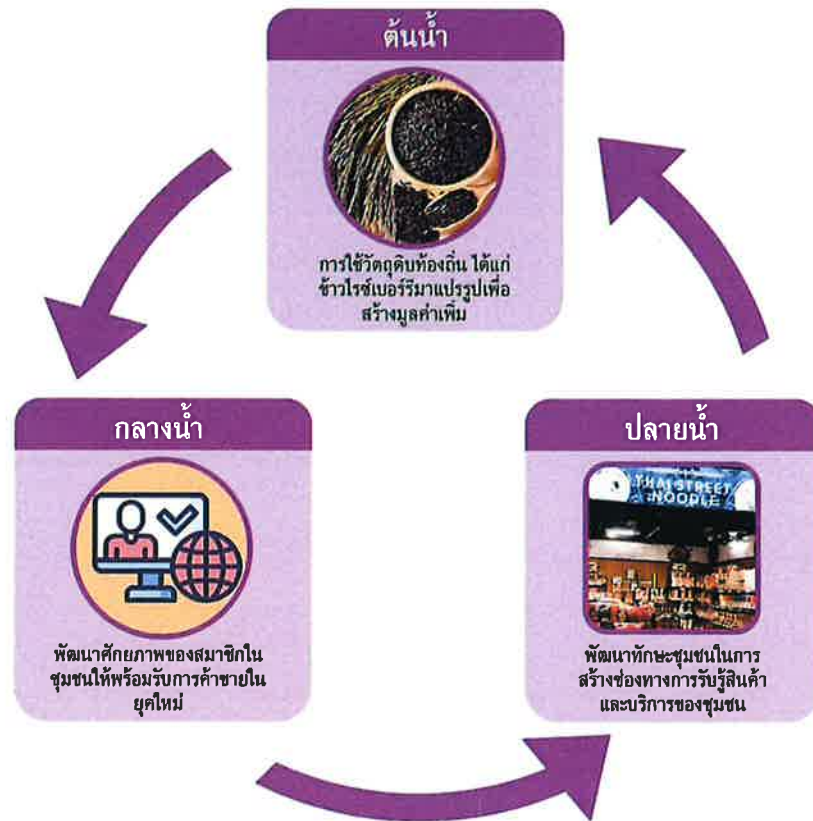 ต้นน้ำ
การใช้วัตถุดิบท้องถิ่น ได้แก่
ข้าวไรซ์เบอร์รีมาแปรรูปเพื่อ
สร้างมูลค่าเพิ่ม
กลางน้ำ
พัฒนาศักยภาพของสมาชิกใน
ชุมชนให้พร้อมรับการค้าขายใน
ยุคใหม่
ปลายน้ำ
THAI STREET
NOODLE
พัฒนาทักษะชุมชนในการ
สร้างช่องทางการรับรู้สินค้า
และบริการของชุมชน